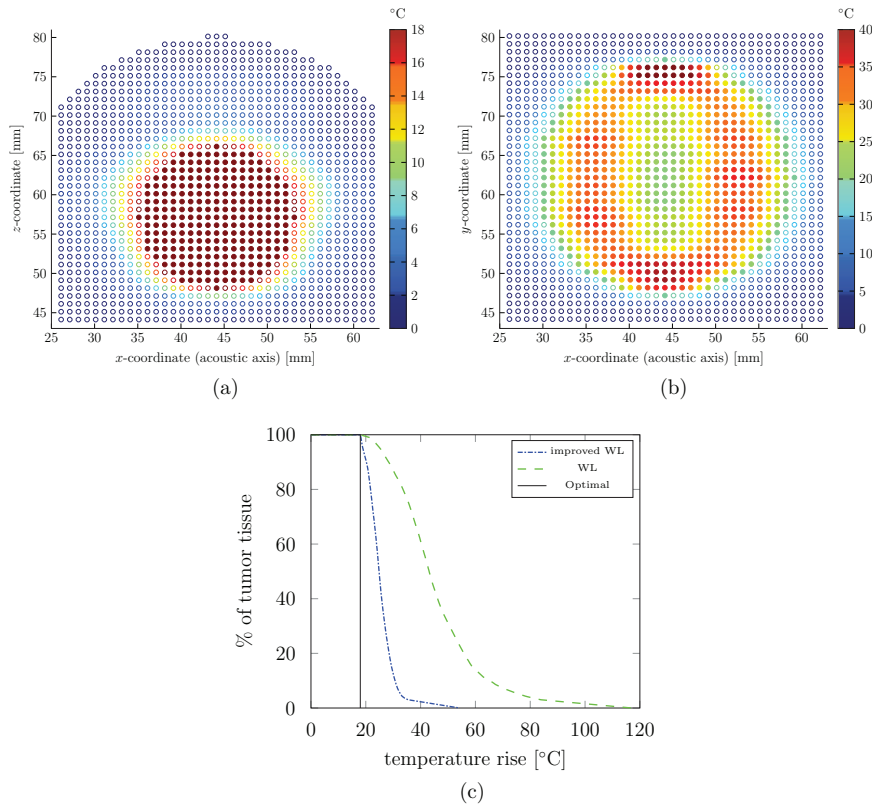 °C
18
16
14
12
10
8
6
4
2
0
80
75
70
65
60
55
50
45
z-coordinate [mm]
25 30 35 40 45 50 55 60
x-coordinate (acoustic axis) [mm]
(a)
°C
40
35
30
25
20
15
10
5
0
80
75
70
65
60
55
50
45
y-coordinate [mm]
25 30 35 40 45 50 55 60
x-coordinate (acoustic axis) [mm]
(b)
100
80
60
40
20
0
% of tumor tissue
improved WL
WL
Optimal
0 20 40 60 80 100 120
temperature rise [°C]
(c)